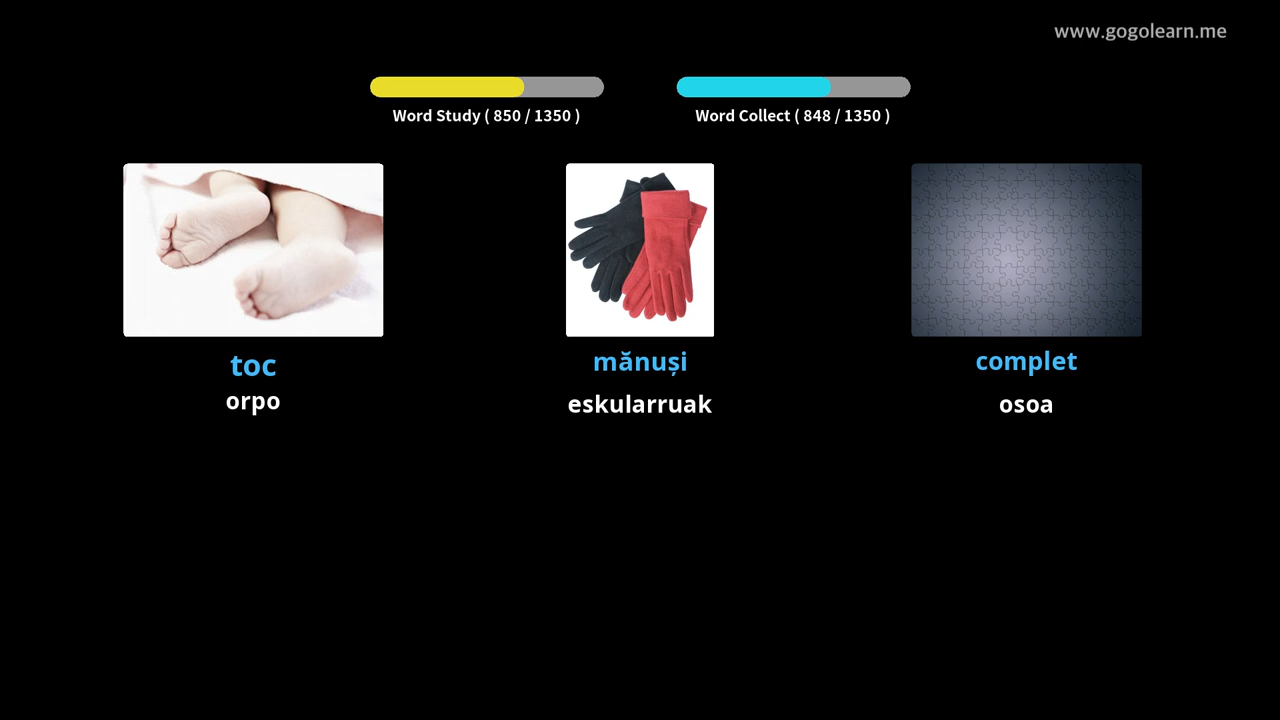 www.gogolearn.me
Word Study ( 850 / 1350 )
Word Collect ( 848 / 1350 )
toc
orpo
mănuși
eskularruak
complet
osoa